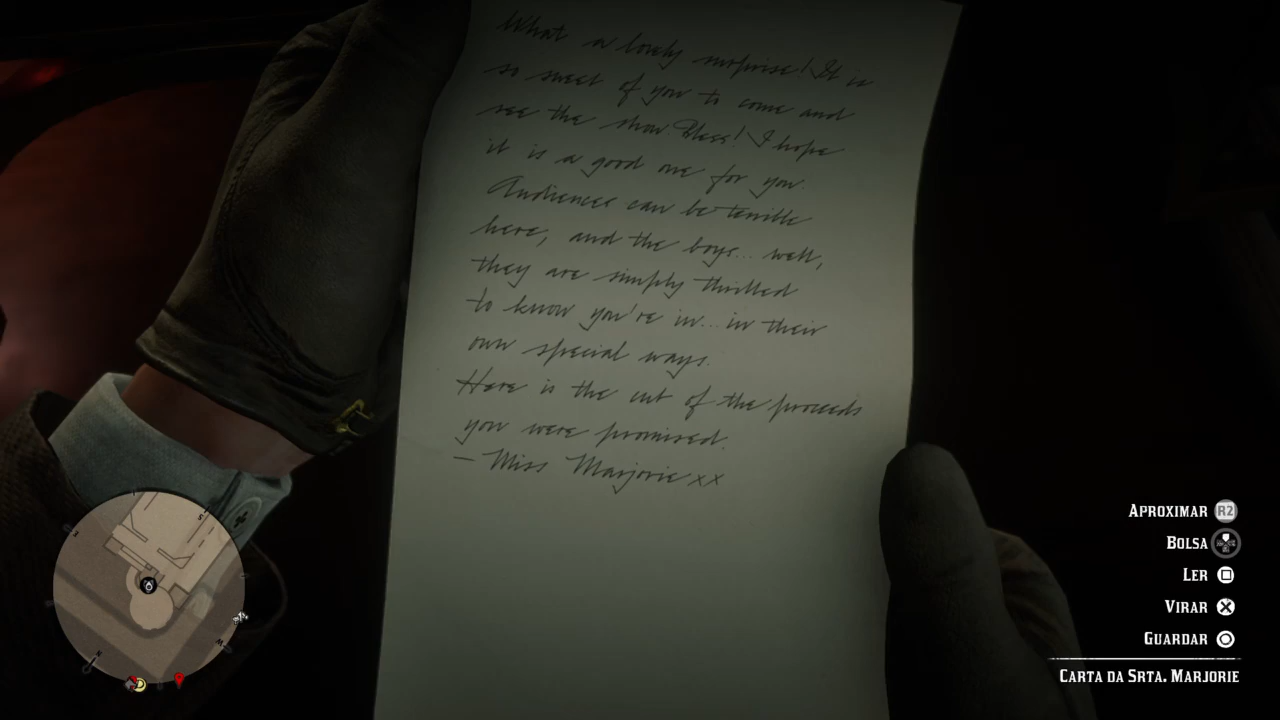 What a lovely surprise! It is
so sweet of you to come and
see the show. Bless! I hope
it is a good one for you.
Audiences can be terrible
here, and the boys... well,
they are simply thrilled
to know you're in... in their
own special ways.
Here is the cut of the proceeds
you were promised.
— Miss Marjorie xx
APROXIMAR R2
BOLSA
LER
VIRAR
GUARDAR
CARTA DA SRTA. MARJORIE